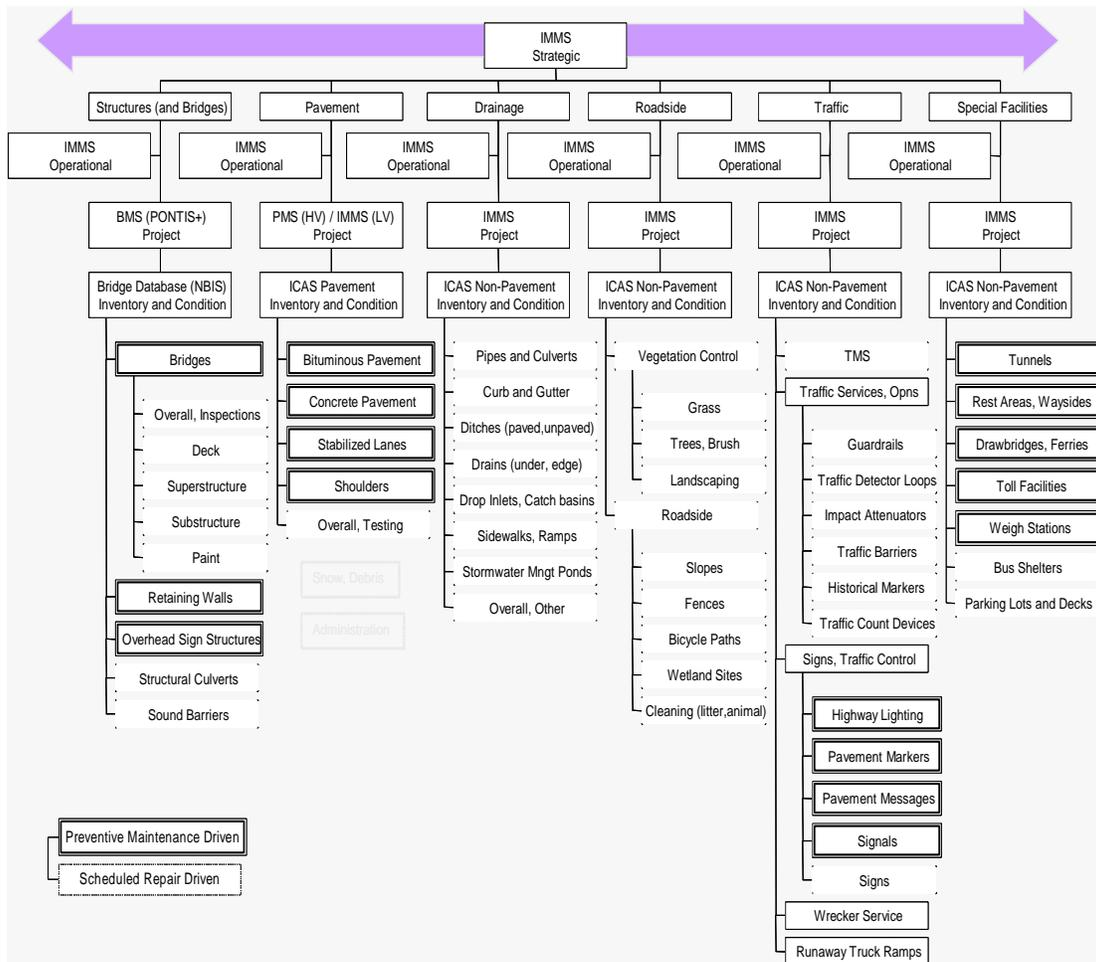 IMMS
Strategic
Structures (and Bridges)
Pavement
Drainage
Roadside
Traffic
Special Facilities
IMMS
Operational
IMMS
Operational
IMMS
Operational
IMMS
Operational
IMMS
Operational
IMMS
Operational
BMS (PONTIS+)
Project
PMS (HV) / IMMS (LV)
Project
IMMS
Project
IMMS
Project
IMMS
Project
IMMS
Project
Bridge Database (NBIS)
Inventory and Condition
ICAS Pavement
Inventory and Condition
ICAS Non-Pavement
Inventory and Condition
ICAS Non-Pavement
Inventory and Condition
ICAS Non-Pavement
Inventory and Condition
ICAS Non-Pavement
Inventory and Condition
Bridges
Overall, Inspections
Deck
Superstructure
Substructure
Paint
Retaining Walls
Overhead Sign Structures
Structural Culverts
Sound Barriers
Bituminous Pavement
Concrete Pavement
Stabilized Lanes
Shoulders
Overall, Testing
Snow, Debris
Administration
Pipes and Culverts
Curb and Gutter
Ditches (paved,unpaved)
Drains (under, edge)
Drop Inlets, Catch basins
Sidewalks, Ramps
Stormwater Mngt Ponds
Overall, Other
Vegetation Control
Grass
Trees, Brush
Landscaping
Roadside
Slopes
Fences
Bicycle Paths
Wetland Sites
Cleaning (litter,animal)
TMS
Traffic Services, Opns
Guardrails
Traffic Detector Loops
Impact Attenuators
Traffic Barriers
Historical Markers
Traffic Count Devices
Signs, Traffic Control
Highway Lighting
Pavement Markers
Pavement Messages
Signals
Signs
Wrecker Service
Runaway Truck Ramps
Tunnels
Rest Areas, Waysides
Drawbridges, Ferries
Toll Facilities
Weigh Stations
Bus Shelters
Parking Lots and Decks
Preventive Maintenance Driven
Scheduled Repair Driven